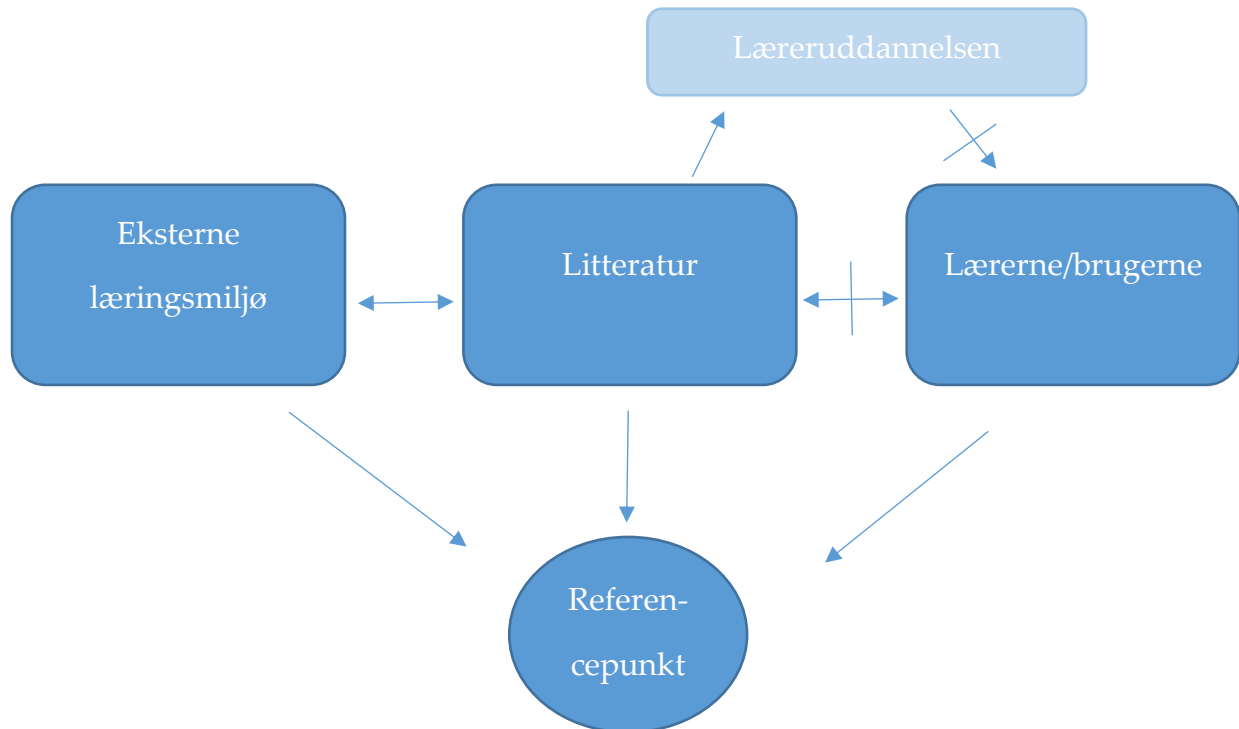 Læreruddannelsen
Eksterne
læringsmiljø
Litteratur
Lærerne/brugerne
Referen-
cepunkt